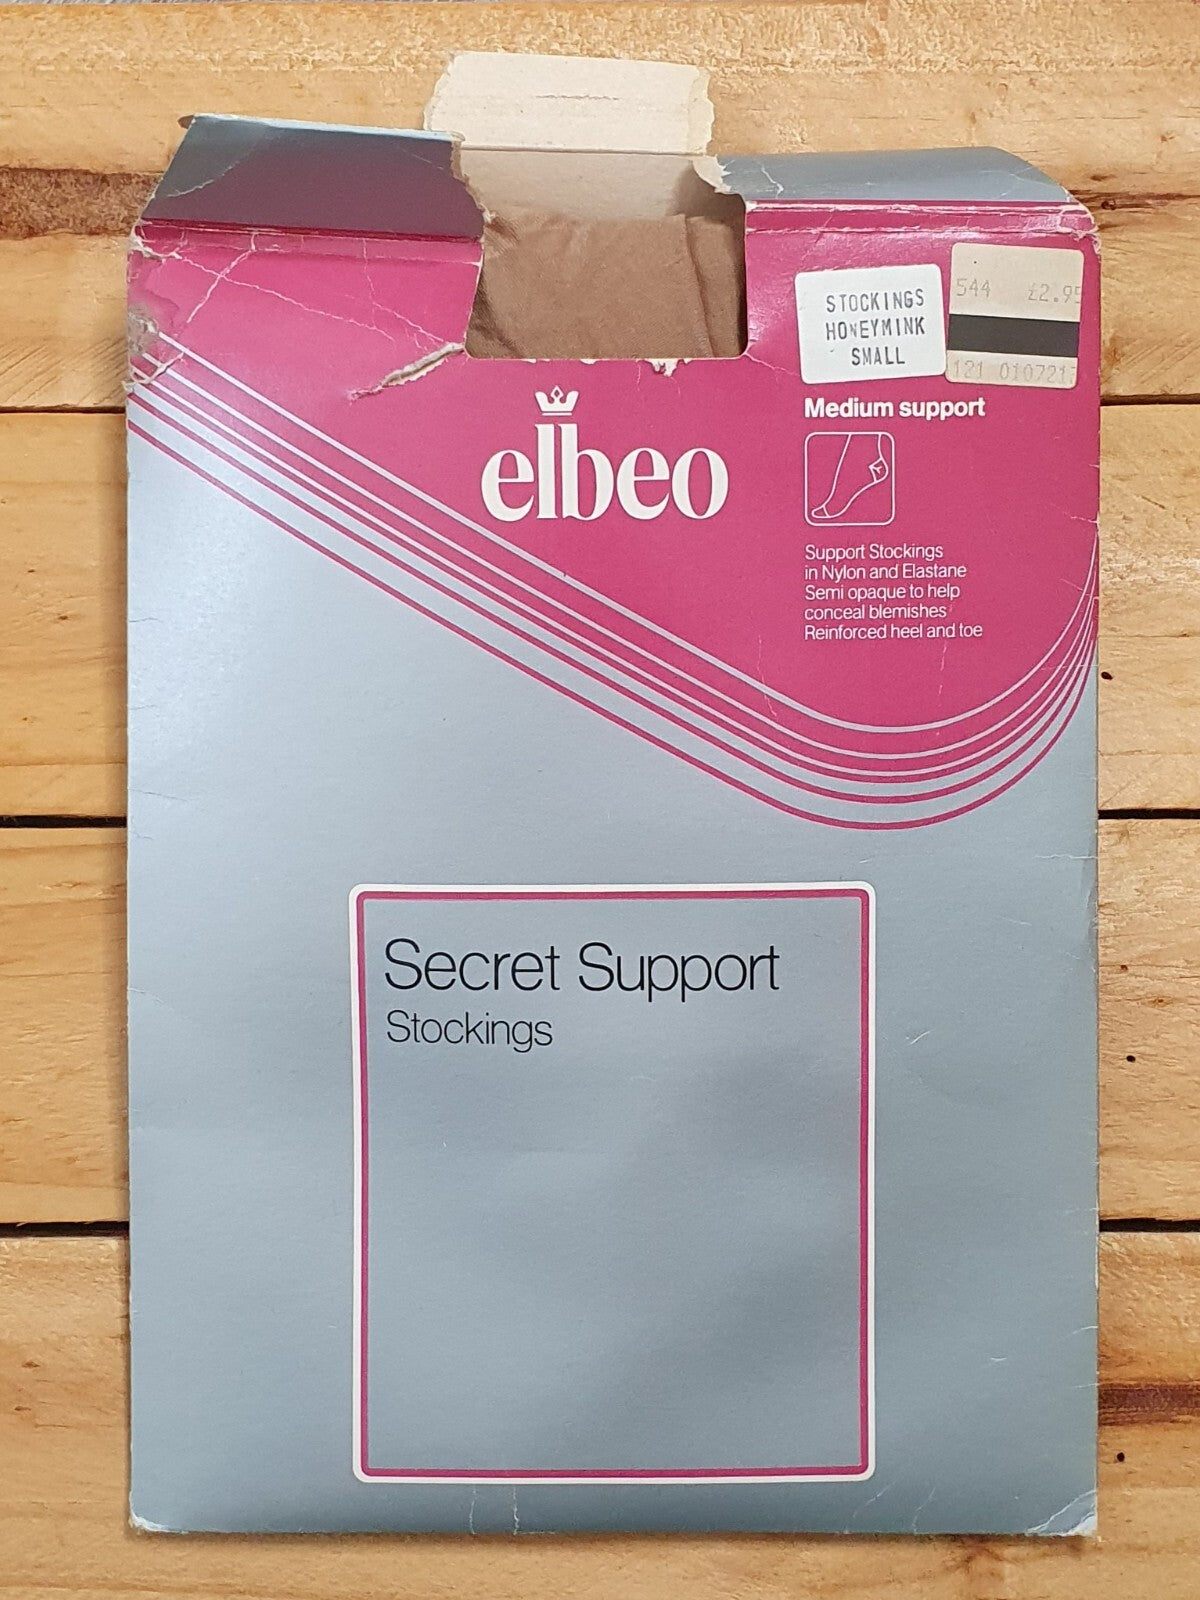 STOCKINGS
HONEYMINK
SMALL
544 £2.95
121 0107217
Medium support
elbeo
Support Stockings
in Nylon and Elastane
Semi opaque to help
conceal blemishes
Reinforced heel and toe
Secret Support
Stockings